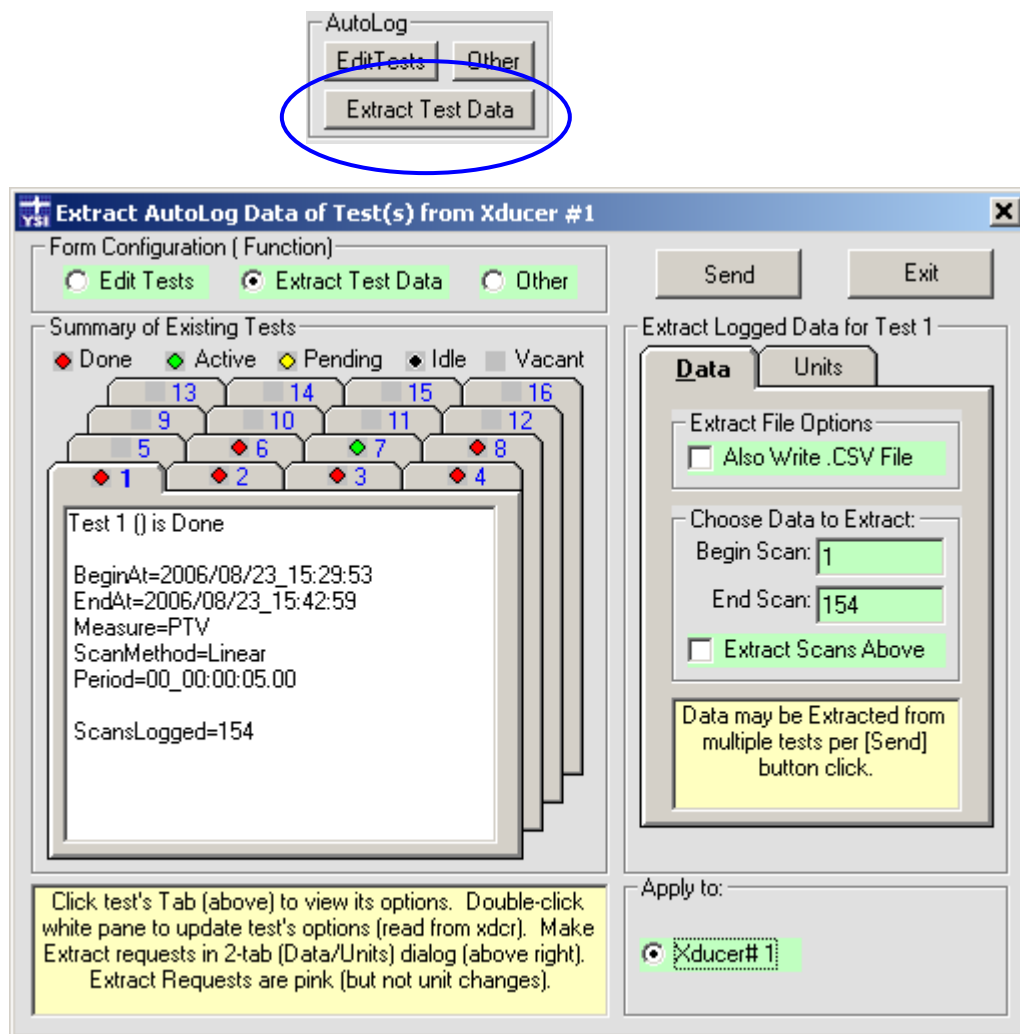 AutoLog
EditTests Other
Extract Test Data
YSI Extract AutoLog Data of Test(s) from Xducer #1
Form Configuration ( Function)
Edit Tests Extract Test Data Other
Send Exit
Summary of Existing Tests
Done Active Pending Idle Vacant
13 14 15 16
9 10 11 12
5 6 7 8
1 2 3 4
Test 1 () is Done
BeginAt=2006/08/23_15:29:53
EndAt=2006/08/23_15:42:59
Measure=PTV
ScanMethod=Linear
Period=00_00:00:05.00
ScansLogged=154
Click test's Tab (above) to view its options. Double-click
white pane to update test's options (read from xdcr). Make
Extract requests in 2-tab (Data/Units) dialog (above right).
Extract Requests are pink (but not unit changes).
Extract Logged Data for Test 1
Data Units
Extract File Options
Also Write .CSV File
Choose Data to Extract:
Begin Scan: 1
End Scan: 154
Extract Scans Above
Data may be Extracted from
multiple tests per [Send]
button click.
Apply to:
Xducer# 1